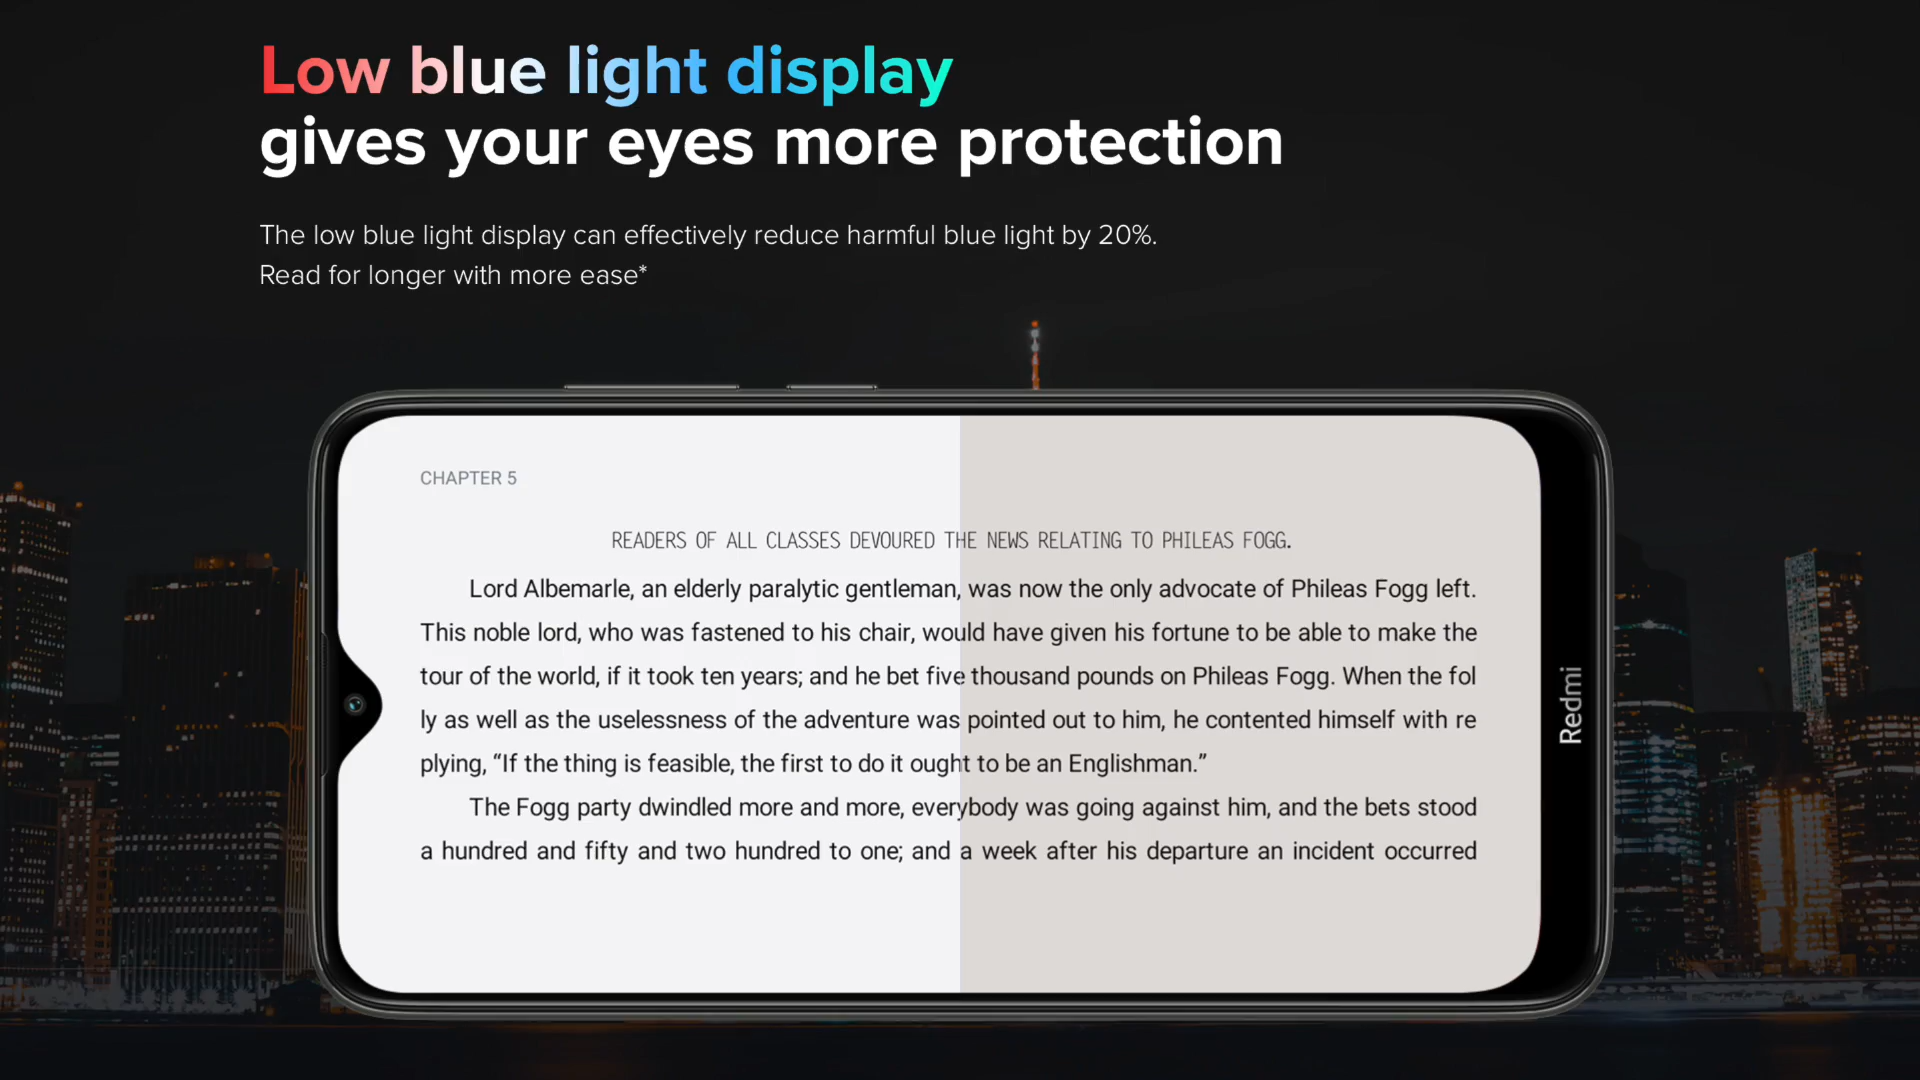 Low blue light display
gives your eyes more protection
The low blue light display can effectively reduce harmful blue light by 20%.
Read for longer with more ease*
CHAPTER 5
READERS OF ALL CLASSES DEVOURED THE NEWS RELATING TO PHILEAS FOGG.
Lord Albemarle, an elderly paralytic gentleman, was now the only advocate of Phileas Fogg left.
This noble lord, who was fastened to his chair, would have given his fortune to be able to make the
tour of the world, if it took ten years; and he bet five thousand pounds on Phileas Fogg. When the fol
ly as well as the uselessness of the adventure was pointed out to him, he contented himself with re
plying, “If the thing is feasible, the first to do it ought to be an Englishman.”
The Fogg party dwindled more and more, everybody was going against him, and the bets stood
a hundred and fifty and two hundred to one; and a week after his departure an incident occurred
Redmi